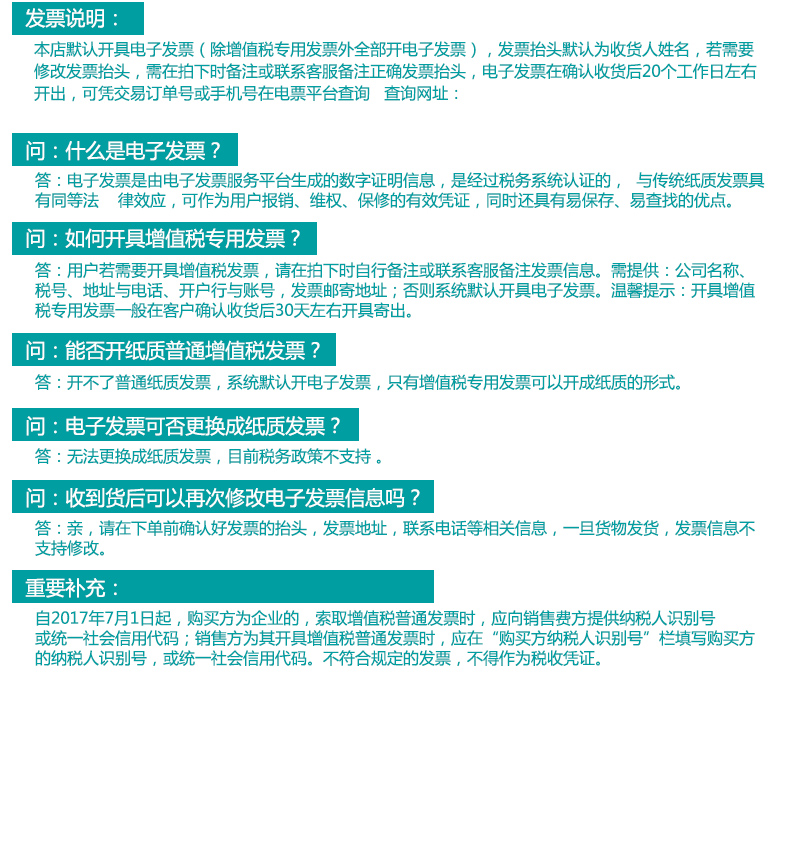 发票说明：
本店默认开具电子发票（除增值税专用发票外全部开电子发票），发票抬头默认为收货人姓名，若需要
修改发票抬头，需在拍下时备注或联系客服备注正确发票抬头，电子发票在确认收货后20个工作日左右
开出，可凭交易订单号或手机号在电票平台查询 查询网址：
问：什么是电子发票？
答：电子发票是由电子发票服务平台生成的数字证明信息，是经过税务系统认证的， 与传统纸质发票具
有同等法 律效应，可作为用户报销、维权、保修的有效凭证，同时还具有易保存、易查找的优点。
问：如何开具增值税专用发票？
答：用户若需要开具增值税发票，请在拍下时自行备注或联系客服备注发票信息。需提供：公司名称、
税号、地址与电话、开户行与账号，发票邮寄地址；否则系统默认开具电子发票。温馨提示：开具增值
税专用发票一般在客户确认收货后30天左右开具寄出。
问：能否开纸质普通增值税发票？
答：开不了普通纸质发票，系统默认开电子发票，只有增值税专用发票可以开成纸质的形式。
问：电子发票可否更换成纸质发票？
答：无法更换成纸质发票，目前税务政策不支持 。
问：收到货后可以再次修改电子发票信息吗？
答：亲，请在下单前确认好发票的抬头，发票地址，联系电话等相关信息，一旦货物发货，发票信息不
支持修改。
重要补充：
自2017年7月1日起，购买方为企业的，索取增值税普通发票时，应向销售费方提供纳税人识别号
或统一社会信用代码；销售方为其开具增值税普通发票时，应在“购买方纳税人识别号”栏填写购买方
的纳税人识别号，或统一社会信用代码。不符合规定的发票，不得作为税收凭证。